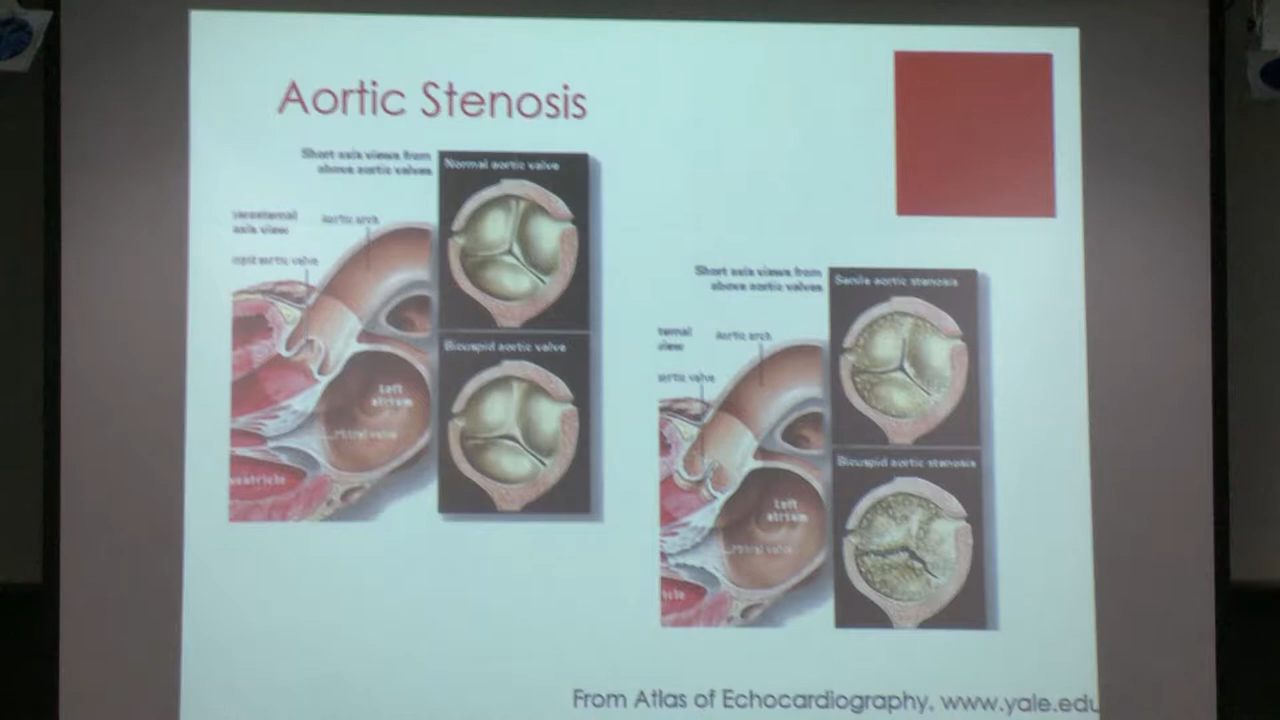 Aortic Stenosis
Short axis views from
above aortic valves
Normal aortic valve
axis view
aortic arch
aortic valve
Left
atrium
mitral valve
ventricle
Bicuspid aortic valve
Short axis views from
above aortic valves
Senile aortic stenosis
view
Aortic arch
aortic valve
Left
atrium
mitral valve
Bicuspid aortic stenosis
From Atlas of Echocardiography, www.yale.edu